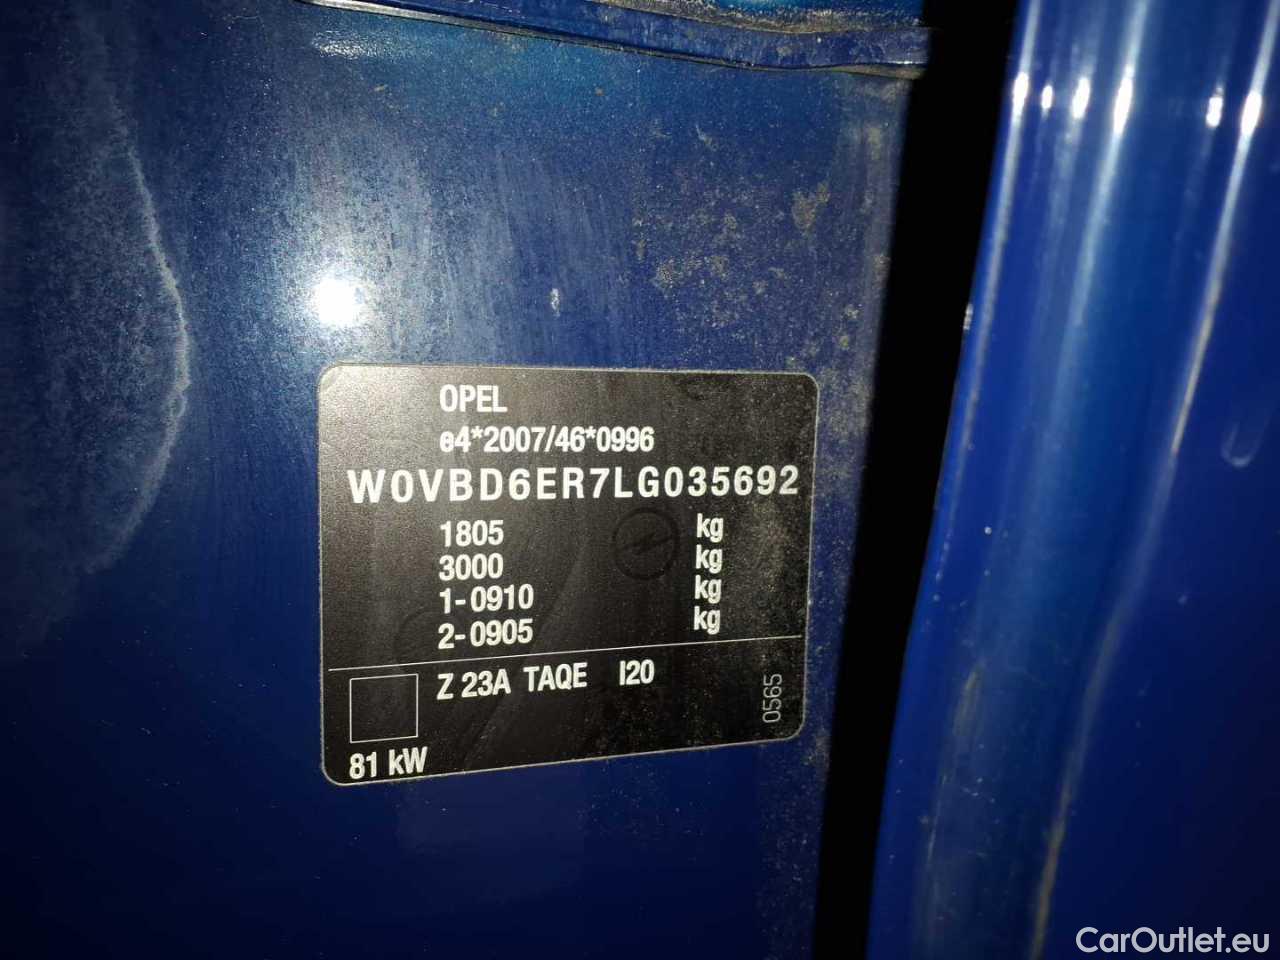 OPEL
e4*2007/46*0996
W0VBD6ER7LG035692
1805 kg
3000 kg
1-0910 kg
2-0905 kg
Z 23A TAQE I20
0565
81 kW
CarOutlet.eu